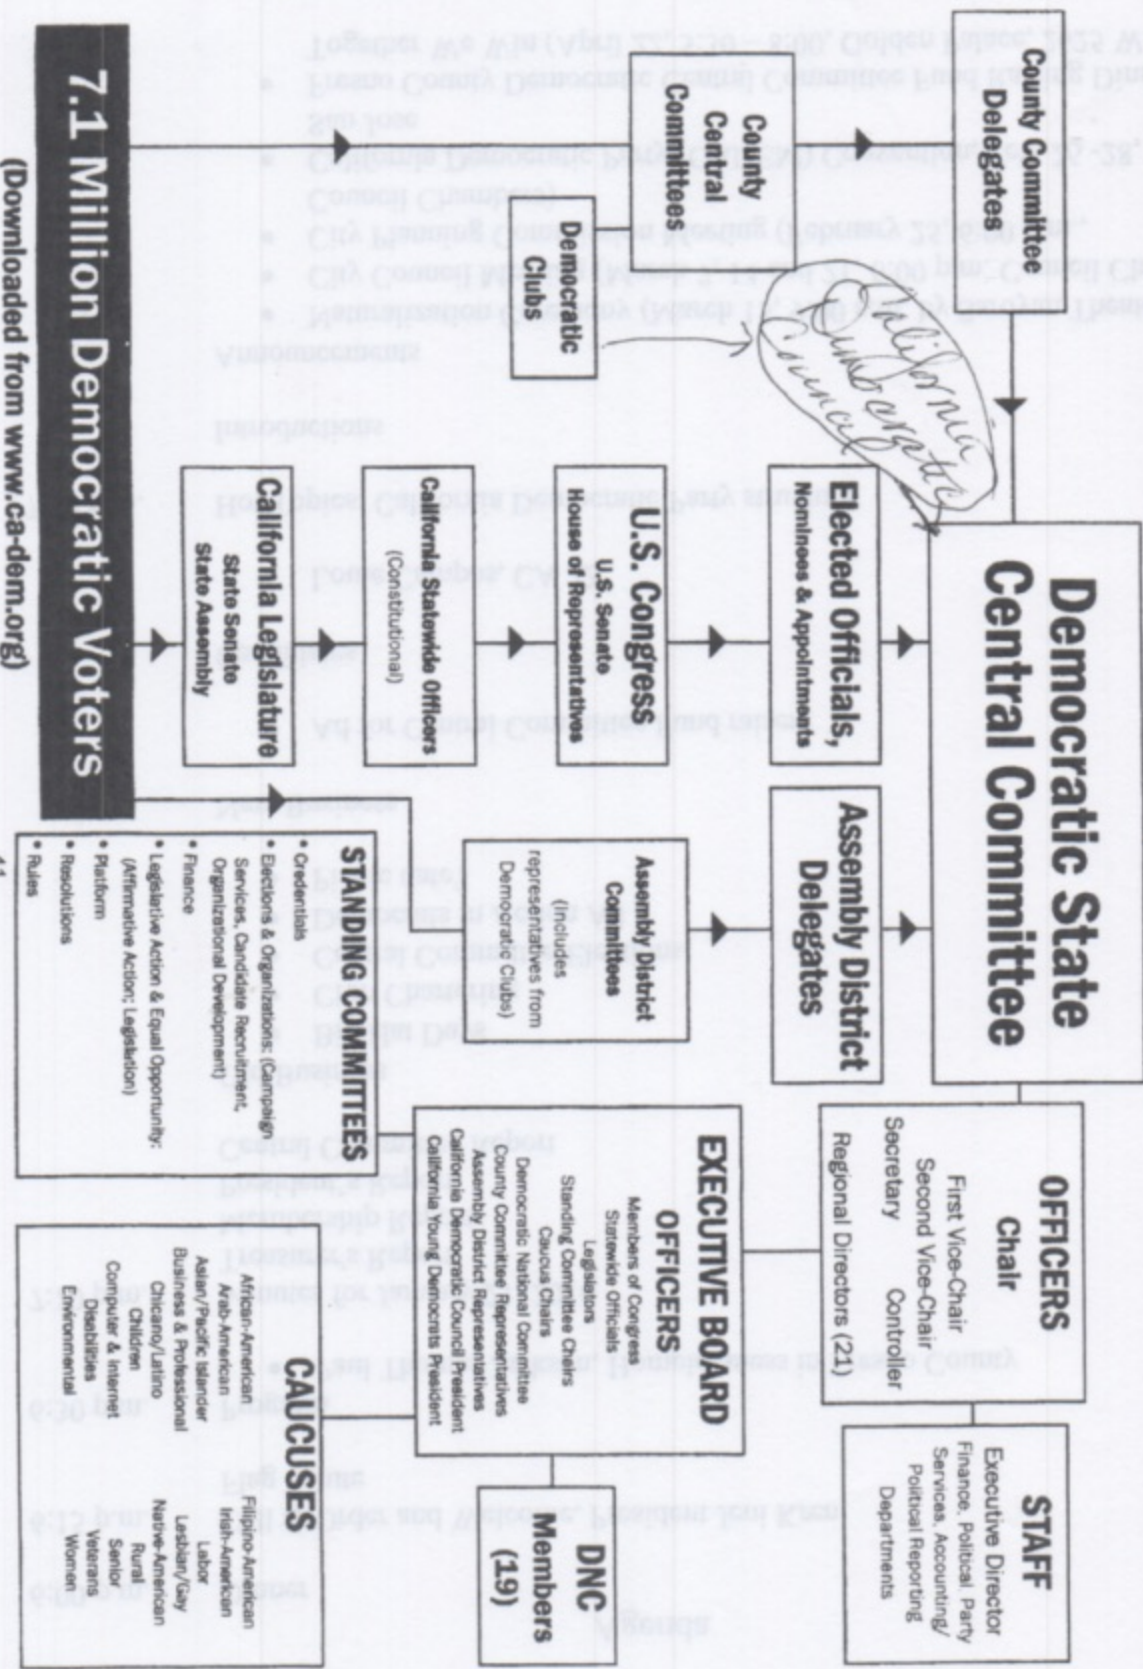 Democratic State
Central Committee
County Committee
Delegates
County
Central
Committees
Democratic
Clubs
California
Democratic
Council
Elected Officials,
Nominees & Appointments
U.S. Congress
U.S. Senate
House of Representatives
California Statewide Officers
(Constitutional)
California Legislature
State Senate
State Assembly
Assembly District
Delegates
Assembly District
Committees
(includes
representatives from
Democratic Clubs)
OFFICERS
Chair
First Vice-Chair
Second Vice-Chair
Secretary Controller
Regional Directors (21)
STAFF
Executive Director
Finance, Political, Party
Services, Accounting/
Political Reporting
Departments
EXECUTIVE BOARD
OFFICERS
Members of Congress
Statewide Officials
Legislators
Standing Committee Chairs
Caucus Chairs
Democratic National Committee
County Committee Representatives
Assembly District Representatives
California Democratic Council President
California Young Democrats President
DNC
Members
(19)
STANDING COMMITTEES
• Credentials
• Elections & Organizations: (Campaign
Services, Candidate Recruitment,
Organizational Development)
• Finance
• Legislative Action & Equal Opportunity:
(Affirmative Action; Legislation)
• Platform
• Resolutions
• Rules
CAUCUSES
African-American
Arab-American
Asian/Pacific Islander
Business & Professional
Chicano/Latino
Children
Computer & Internet
Disabilities
Environmental
Filipino-American
Irish-American
Labor
Lesbian/Gay
Native-American
Rural
Senior
Veterans
Women
7.1 Million Democratic Voters
(Downloaded from www.ca-dem.org)